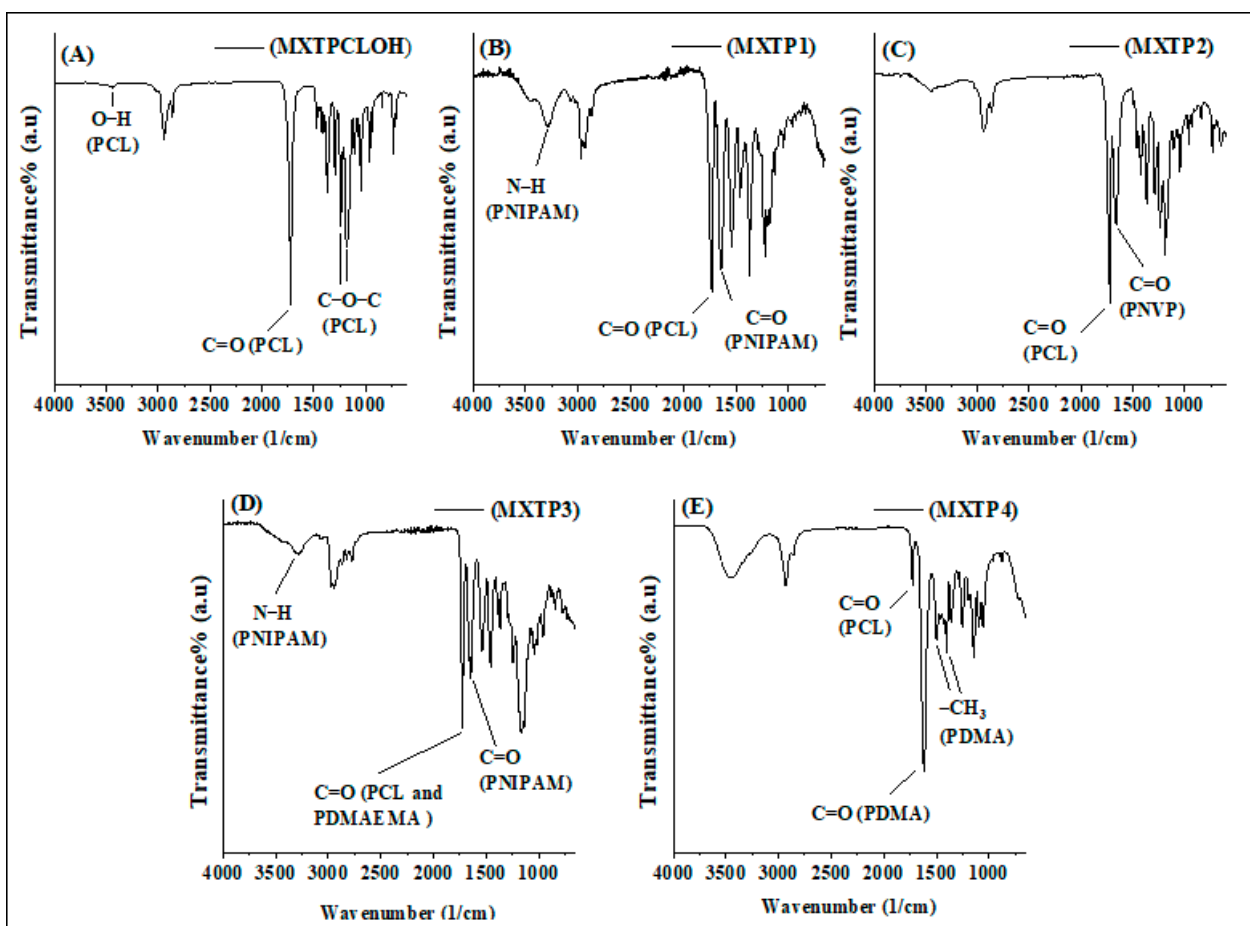 (A)
(MXTPCLOH)
O–H
(PCL)
C–O–C
(PCL)
C=O (PCL)
Transmittance% (a.u)
4000 3500 3000 2500 2000 1500 1000
Wavenumber (1/cm)
(B)
(MXTP1)
N–H
(PNIPAM)
C=O (PCL)
C=O
(PNIPAM)
Transmittance% (a.u)
4000 3500 3000 2500 2000 1500 1000
Wavenumber (1/cm)
(C)
(MXTP2)
C=O
(PNVP)
C=O
(PCL)
Transmittance% (a.u)
4000 3500 3000 2500 2000 1500 1000
Wavenumber (1/cm)
(D)
(MXTP3)
N–H
(PNIPAM)
C=O
(PNIPAM)
C=O (PCL and
PDMAEMA )
Transmittance% (a.u)
4000 3500 3000 2500 2000 1500 1000
Wavenumber (1/cm)
(E)
(MXTP4)
C=O
(PCL)
–CH₃
(PDMA)
C=O (PDMA)
Transmittance% (a.u)
4000 3500 3000 2500 2000 1500 1000
Wavenumber (1/cm)